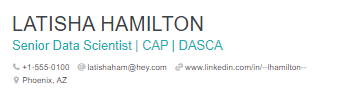 LATISHA HAMILTON
Senior Data Scientist | CAP | DASCA
+1-555-0100 latishaham@hey.com www.linkedin.com/in/--lhamilton--
Phoenix, AZ